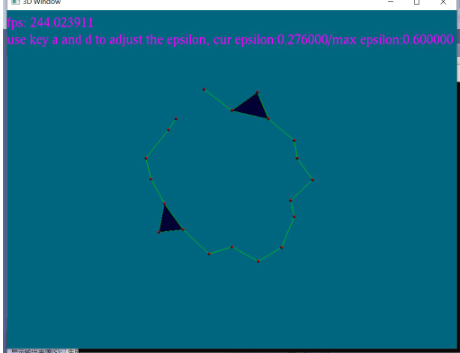 3D Window
fps: 244.023911
use key a and d to adjust the epsilon, cur epsilon:0.276000/max epsilon:0.600000